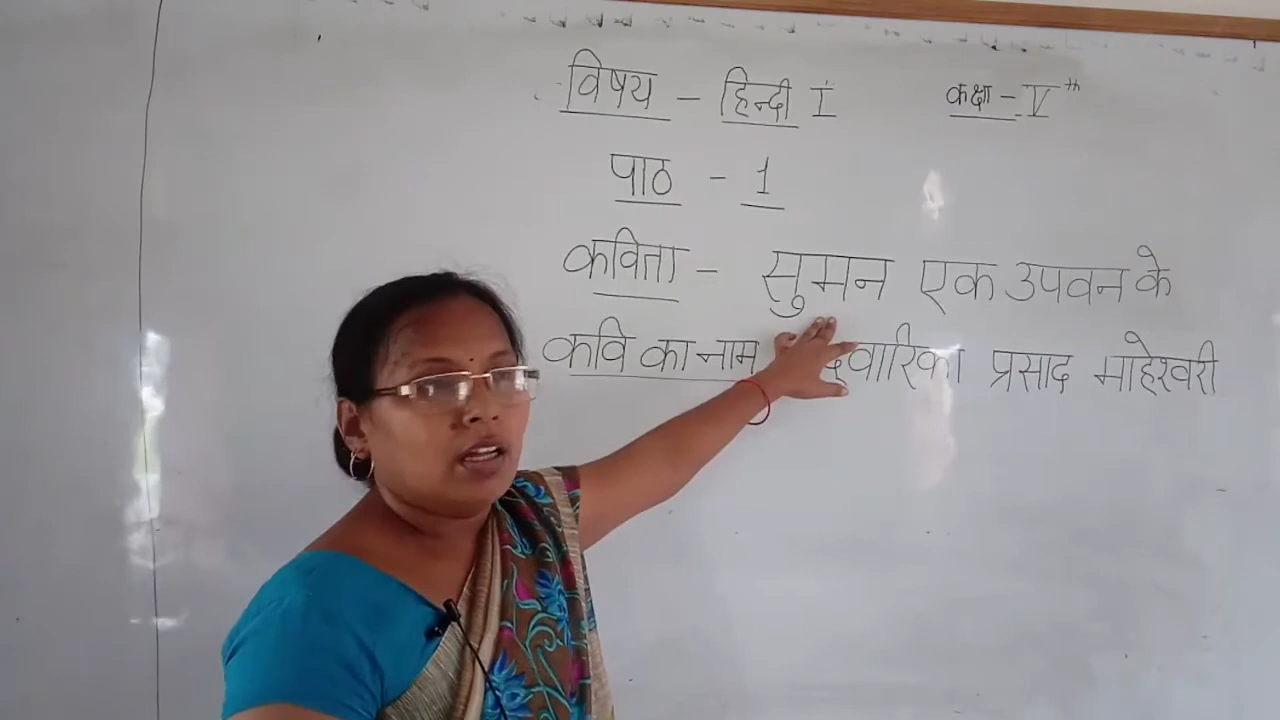 विषय - हिन्दी I कक्षा - V th
पाठ - 1
कविता - सुमन एक उपवन के
कवि का नाम द्वारिका प्रसाद माहेश्वरी